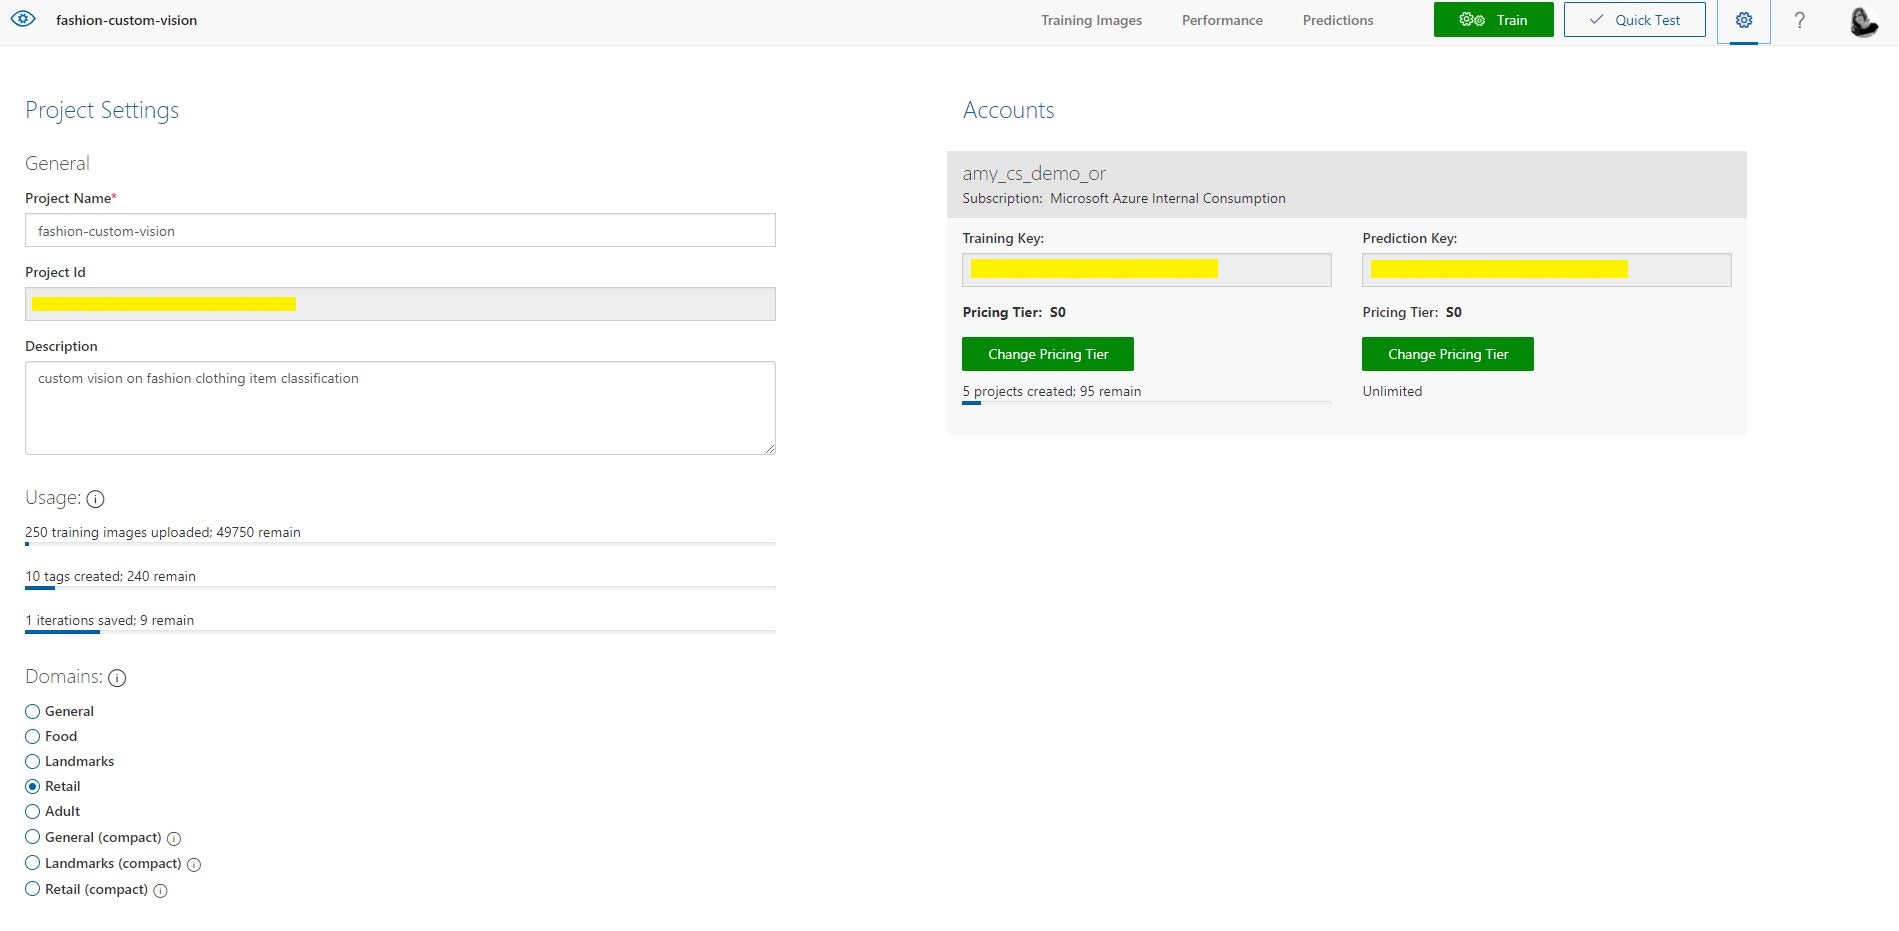 fashion-custom-vision
Training Images
Performance
Predictions
Train
Quick Test
?
Project Settings
General
Project Name*
fashion-custom-vision
Project Id
Description
custom vision on fashion clothing item classification
Usage:
250 training images uploaded; 49750 remain
10 tags created; 240 remain
1 iterations saved; 9 remain
Domains:
General
Food
Landmarks
Retail
Adult
General (compact)
Landmarks (compact)
Retail (compact)
Accounts
amy_cs_demo_or
Subscription: Microsoft Azure Internal Consumption
Training Key:
Pricing Tier: S0
Change Pricing Tier
5 projects created; 95 remain
Prediction Key:
Pricing Tier: S0
Change Pricing Tier
Unlimited